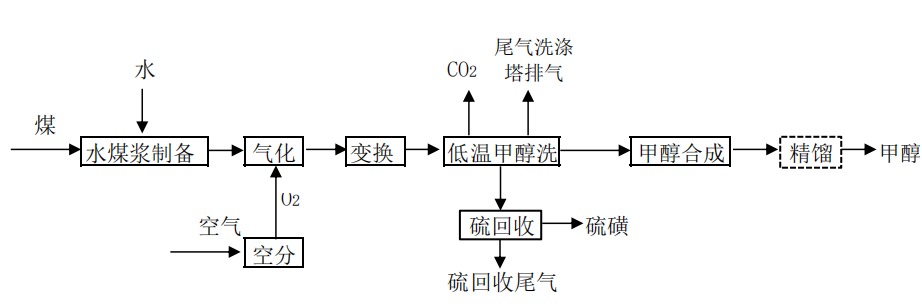 尾气洗涤
塔排气
CO2
水
煤
水煤浆制备
气化
变换
低温甲醇洗
甲醇合成
精馏
甲醇
O2
空气
空分
硫回收
硫磺
硫回收尾气